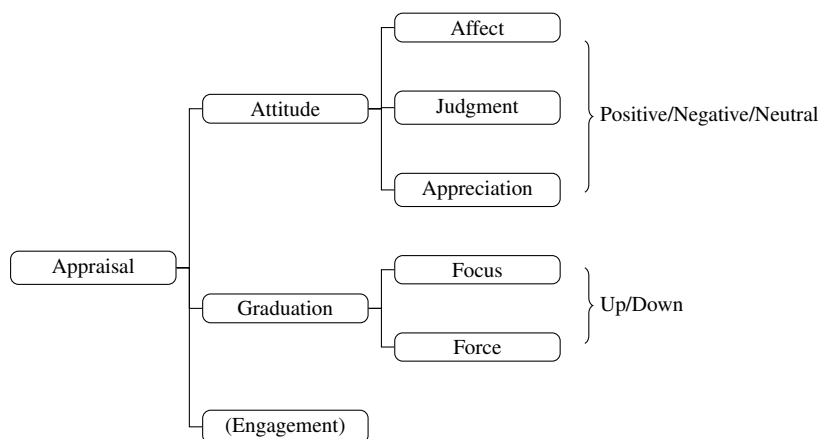 Affect
Attitude
Judgment
Positive/Negative/Neutral
Appreciation
Appraisal
Focus
Graduation
Up/Down
Force
(Engagement)